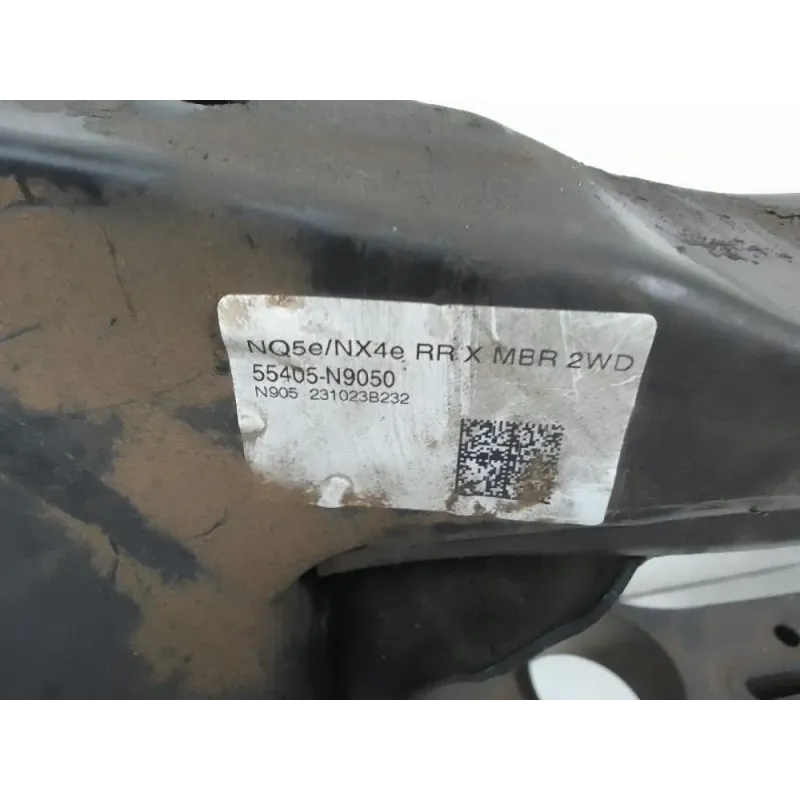 NQ5e/NX4e RR X MBR 2WD
55405-N9050
N905 231023B232